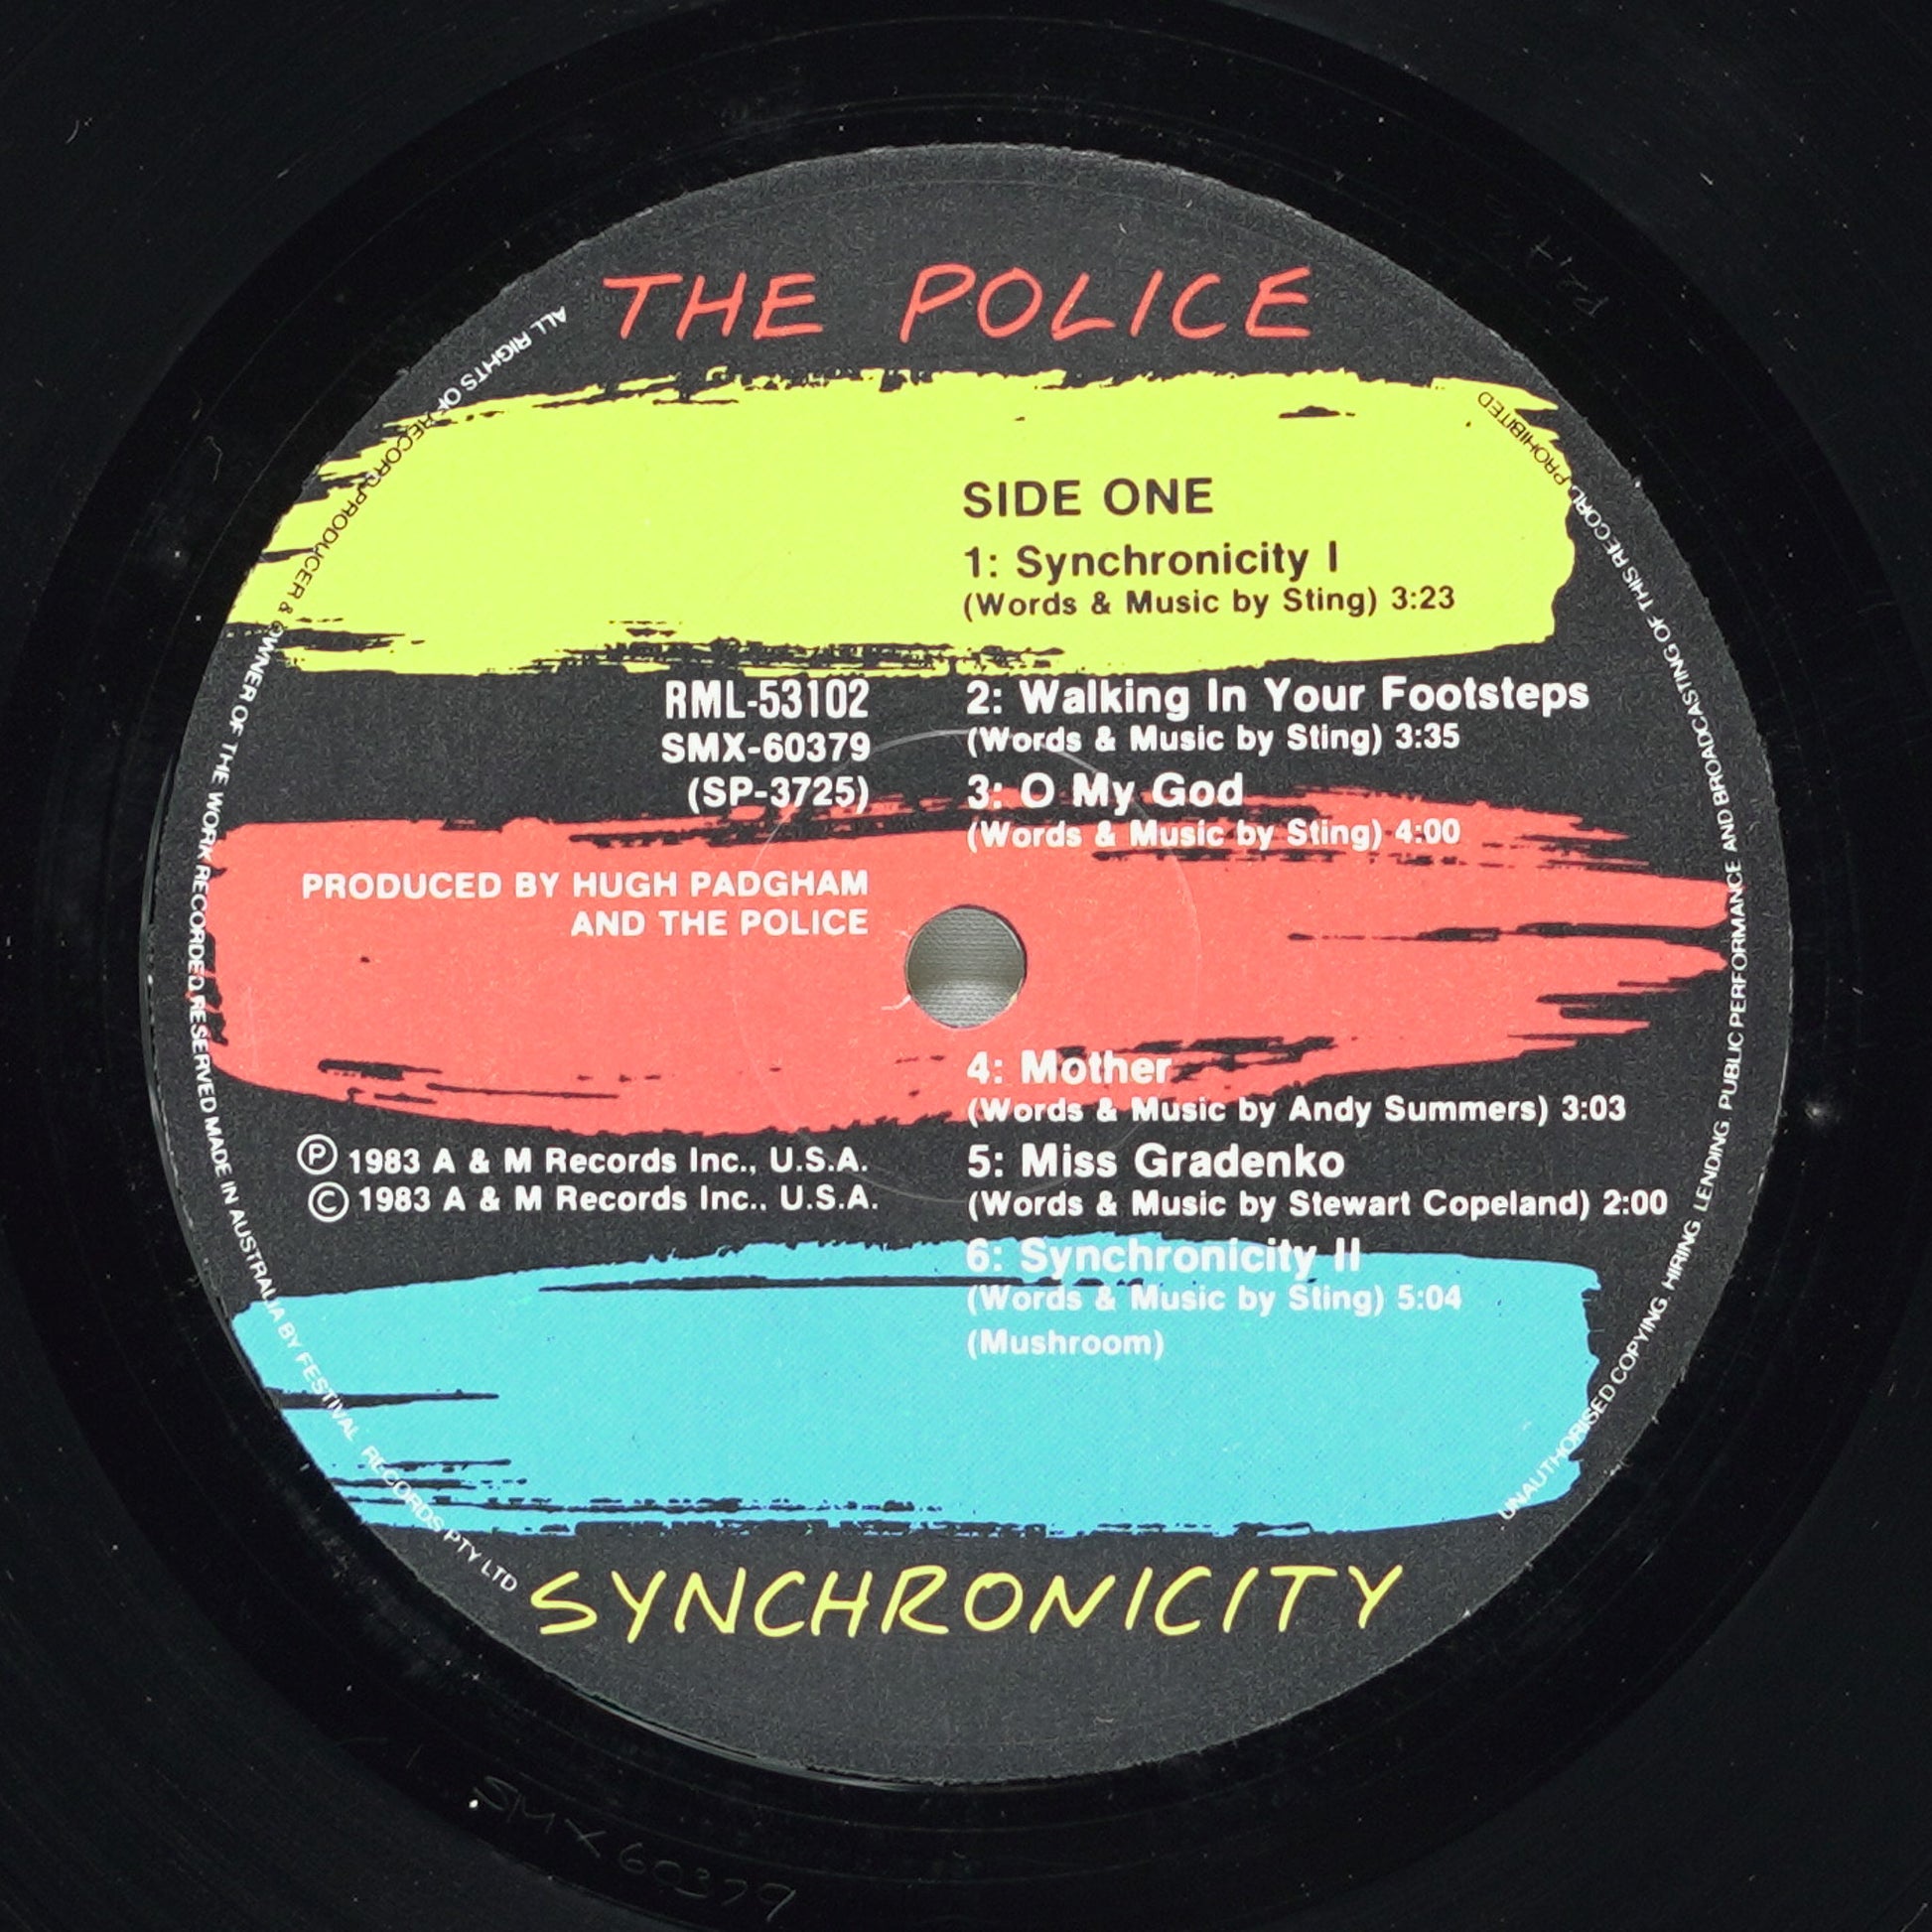 THE POLICE
SIDE ONE
1: Synchronicity I
(Words & Music by Sting) 3:23
RML-53102
SMX-60379
(SP-3725)
2: Walking In Your Footsteps
(Words & Music by Sting) 3:35
3: O My God
(Words & Music by Sting) 4:00
PRODUCED BY HUGH PADGHAM
AND THE POLICE
4: Mother
(Words & Music by Andy Summers) 3:03
5: Miss Gradenko
(Words & Music by Stewart Copeland) 2:00
Ⓟ 1983 A & M Records Inc., U.S.A.
© 1983 A & M Records Inc., U.S.A.
6: Synchronicity II
(Words & Music by Sting) 5:04
(Mushroom)
SYNCHRONICITY
ALL RIGHTS OF RECORD PRODUCER & OWNER OF THE WORK RECORDED RESERVED MADE IN AUSTRALIA BY FESTIVAL RECORDS PTY LTD
UNAUTHORISED COPYING, HIRING LENDING PUBLIC PERFORMANCE AND BROADCASTING OF THIS RECORD PROHIBITED
SMX 60379